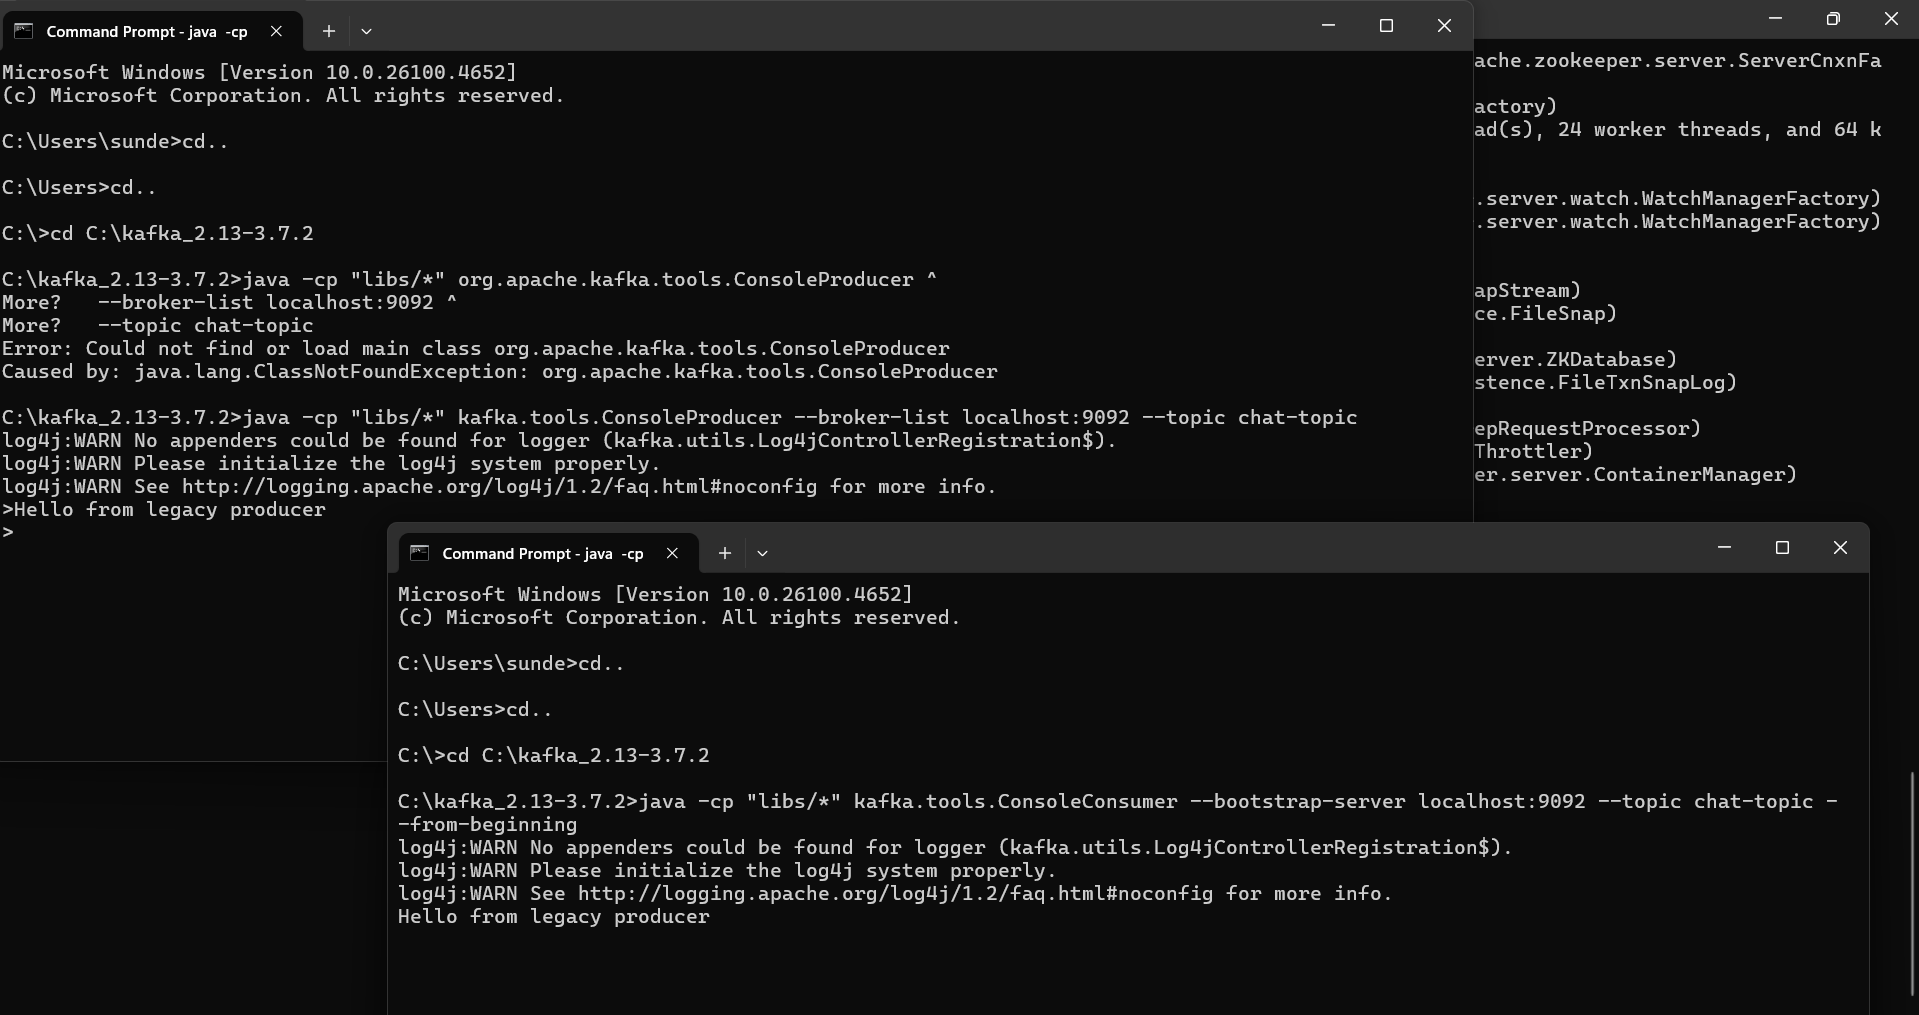 Command Prompt - java -cp
Microsoft Windows [Version 10.0.26100.4652]
(c) Microsoft Corporation. All rights reserved.
C:\Users\sunde>cd..
C:\Users>cd..
C:\>cd C:\kafka_2.13-3.7.2
C:\kafka_2.13-3.7.2>java -cp "libs/*" org.apache.kafka.tools.ConsoleProducer ^
More?   --broker-list localhost:9092 ^
More?   --topic chat-topic
Error: Could not find or load main class org.apache.kafka.tools.ConsoleProducer
Caused by: java.lang.ClassNotFoundException: org.apache.kafka.tools.ConsoleProducer
C:\kafka_2.13-3.7.2>java -cp "libs/*" kafka.tools.ConsoleProducer --broker-list localhost:9092 --topic chat-topic
log4j:WARN No appenders could be found for logger (kafka.utils.Log4jControllerRegistration$).
log4j:WARN Please initialize the log4j system properly.
log4j:WARN See http://logging.apache.org/log4j/1.2/faq.html#noconfig for more info.
>Hello from legacy producer
>
ache.zookeeper.server.ServerCnxnFa
actory)
ad(s), 24 worker threads, and 64 k
.server.watch.WatchManagerFactory)
.server.watch.WatchManagerFactory)
apStream)
ce.FileSnap)
erver.ZKDatabase)
stence.FileTxnSnapLog)
epRequestProcessor)
Throttler)
er.server.ContainerManager)
Command Prompt - java -cp
Microsoft Windows [Version 10.0.26100.4652]
(c) Microsoft Corporation. All rights reserved.
C:\Users\sunde>cd..
C:\Users>cd..
C:\>cd C:\kafka_2.13-3.7.2
C:\kafka_2.13-3.7.2>java -cp "libs/*" kafka.tools.ConsoleConsumer --bootstrap-server localhost:9092 --topic chat-topic -
-from-beginning
log4j:WARN No appenders could be found for logger (kafka.utils.Log4jControllerRegistration$).
log4j:WARN Please initialize the log4j system properly.
log4j:WARN See http://logging.apache.org/log4j/1.2/faq.html#noconfig for more info.
Hello from legacy producer